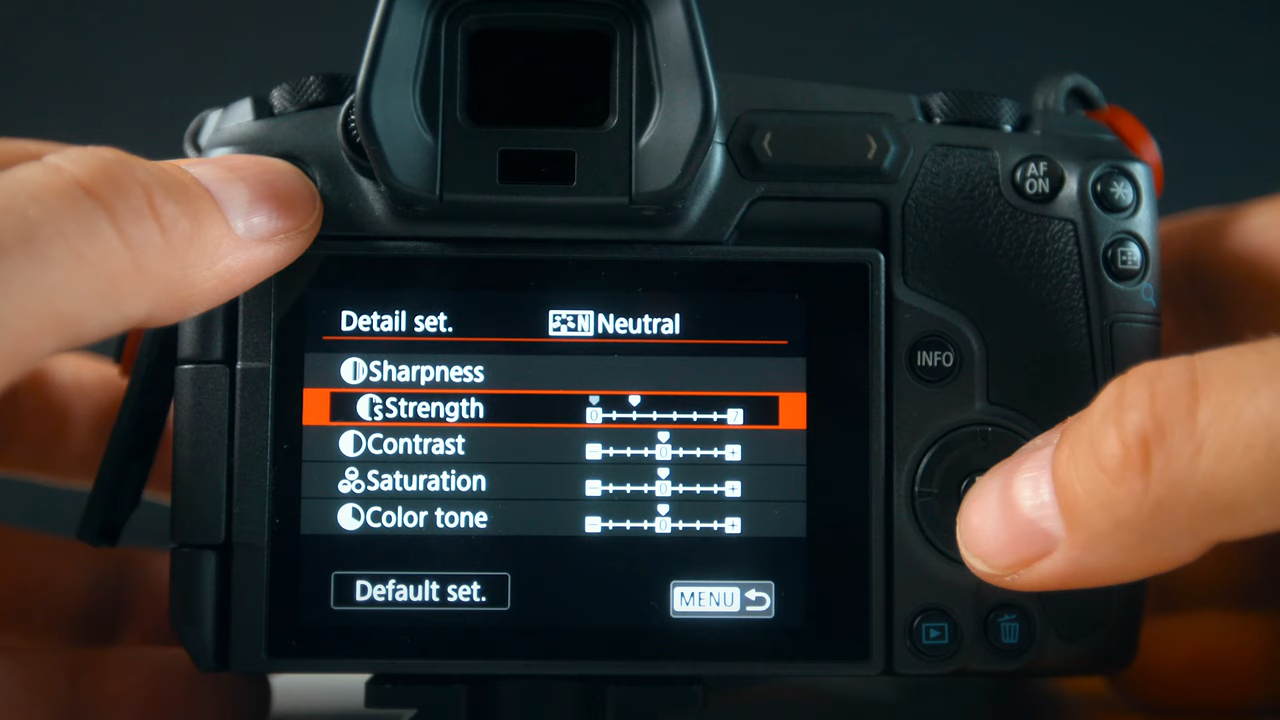 AF
ON
INFO
Detail set. N Neutral
Sharpness
S Strength 0 7
Contrast 0
Saturation 0
Color tone 0
Default set. MENU